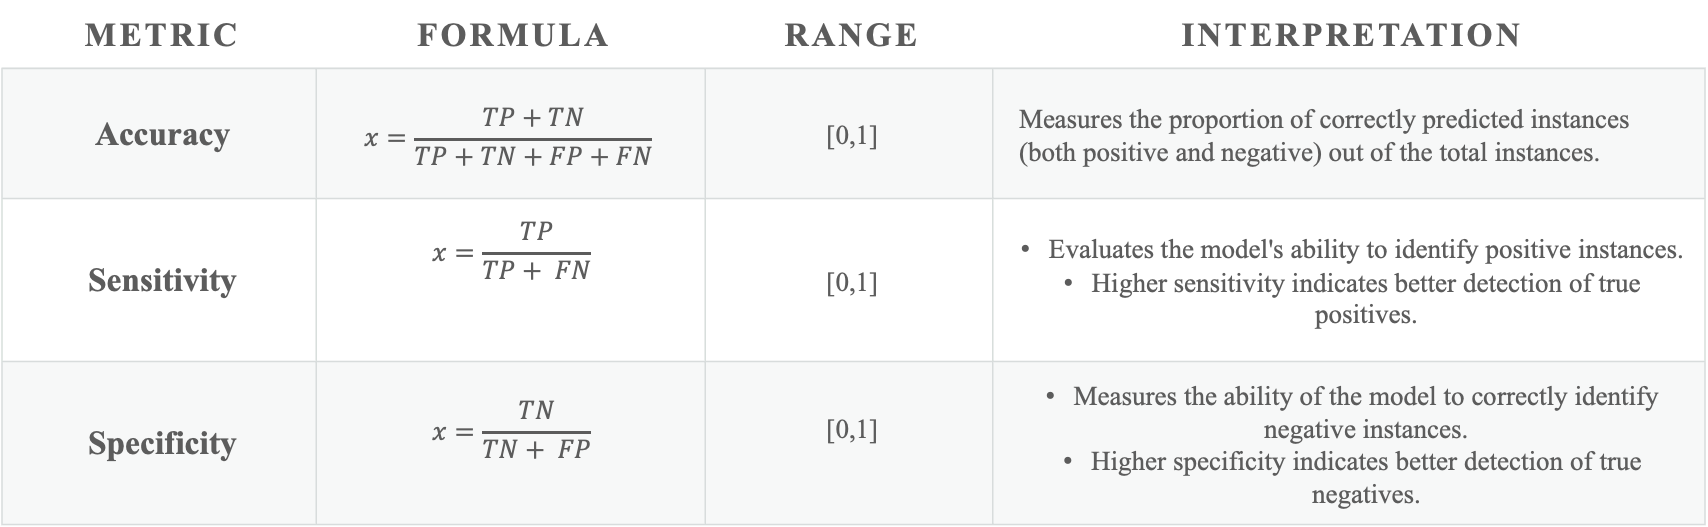 METRIC FORMULA RANGE INTERPRETATION
Accuracy
x = TP + TN / TP + TN + FP + FN
[0,1]
Measures the proportion of correctly predicted instances
(both positive and negative) out of the total instances.
Sensitivity
x = TP / TP + FN
[0,1]
• Evaluates the model's ability to identify positive instances.
• Higher sensitivity indicates better detection of true
positives.
Specificity
x = TN / TN + FP
[0,1]
• Measures the ability of the model to correctly identify
negative instances.
• Higher specificity indicates better detection of true
negatives.